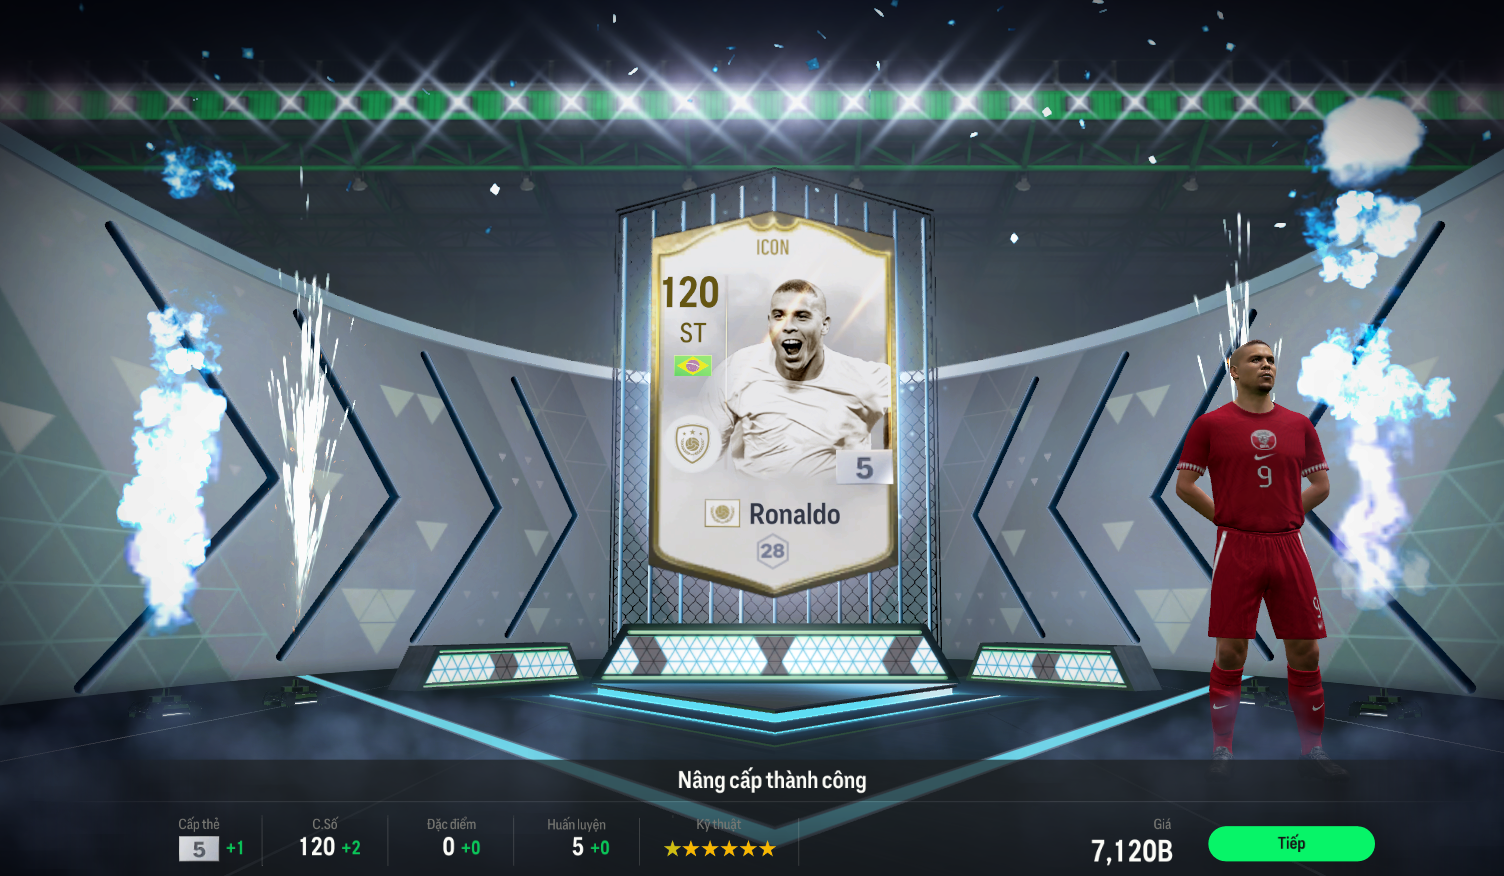 ICON
120
ST
5
Ronaldo
28
9
9
Nâng cấp thành công
Cấp thẻ
5 +1
C.Số
120 +2
Đặc điểm
0 +0
Huấn luyện
5 +0
Kỹ thuật
Giá
7,120B
Tiếp